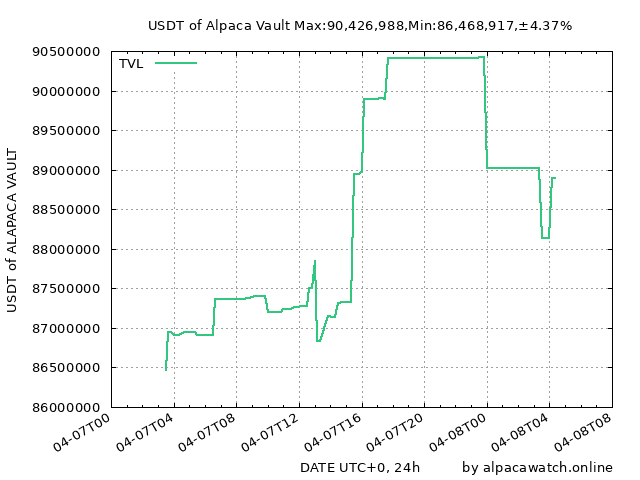 USDT of Alpaca Vault Max:90,426,988,Min:86,468,917,±4.37%
TVL
90500000
90000000
89500000
89000000
88500000
88000000
87500000
87000000
86500000
86000000
USDT of ALAPACA VAULT
04-07T00
04-07T04
04-07T08
04-07T12
04-07T16
04-07T20
04-08T00
04-08T04
04-08T08
DATE UTC+0, 24h
by alpacawatch.online